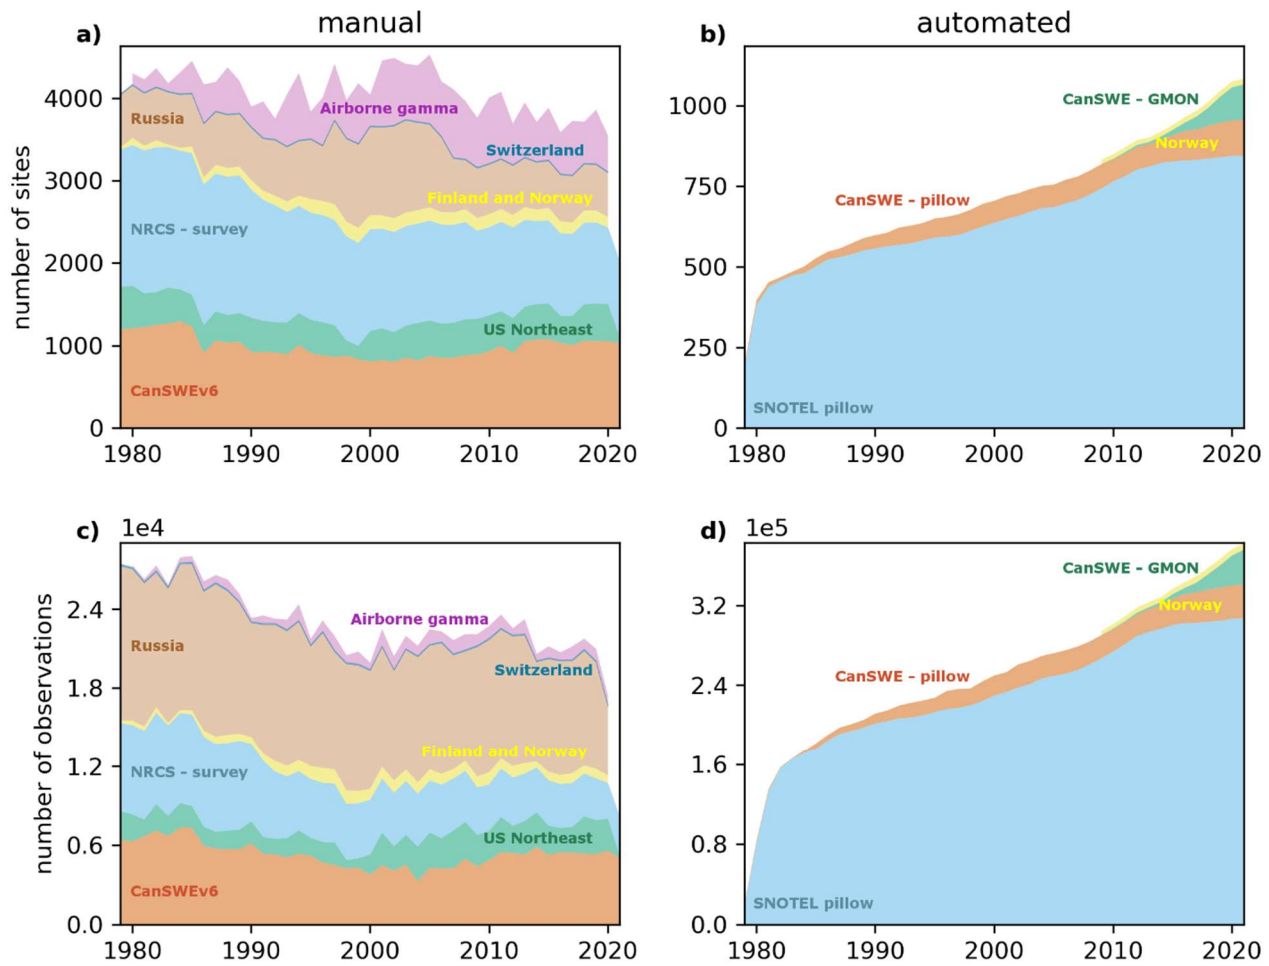 manual
automated
a)
b)
number of sites
4000
3000
2000
1000
0
Airborne gamma
Russia
Switzerland
Finland and Norway
NRCS - survey
US Northeast
CanSWEv6
1980
1990
2000
2010
2020
1000
750
500
250
0
CanSWE - GMON
Norway
CanSWE - pillow
SNOTEL pillow
1980
1990
2000
2010
2020
c)
1e4
number of observations
2.4
1.8
1.2
0.6
0.0
Airborne gamma
Russia
Switzerland
Finland and Norway
NRCS - survey
US Northeast
CanSWEv6
1980
1990
2000
2010
2020
d)
1e5
3.2
2.4
1.6
0.8
0.0
CanSWE - GMON
Norway
CanSWE - pillow
SNOTEL pillow
1980
1990
2000
2010
2020